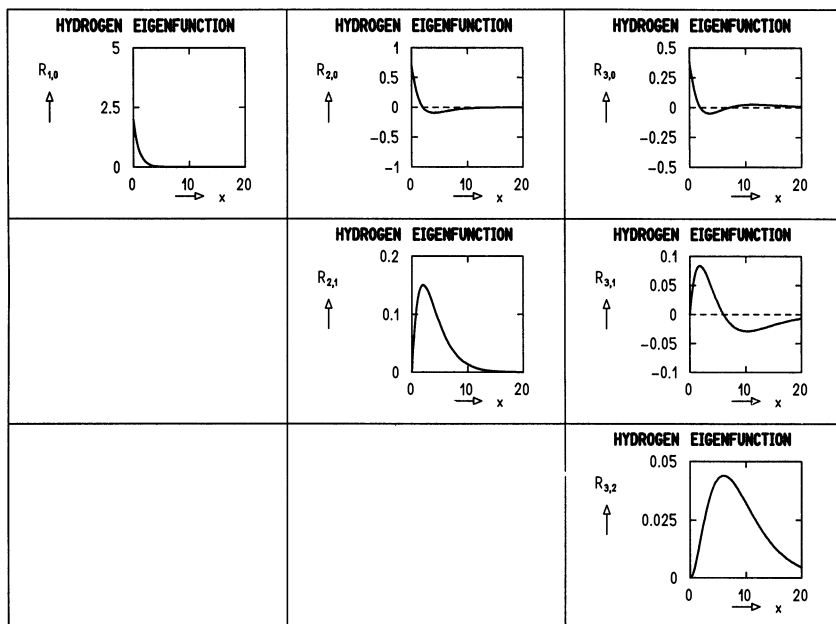 HYDROGEN EIGENFUNCTION
R1,0
5
2.5
0
0 10 20
x
HYDROGEN EIGENFUNCTION
R2,0
1
0.5
0
−0.5
−1
0 10 20
x
HYDROGEN EIGENFUNCTION
R3,0
0.5
0.25
0
−0.25
−0.5
0 10 20
x
HYDROGEN EIGENFUNCTION
R2,1
0.2
0.1
0
0 10 20
x
HYDROGEN EIGENFUNCTION
R3,1
0.1
0.05
0
−0.05
−0.1
0 10 20
x
HYDROGEN EIGENFUNCTION
R3,2
0.05
0.025
0
0 10 20
x